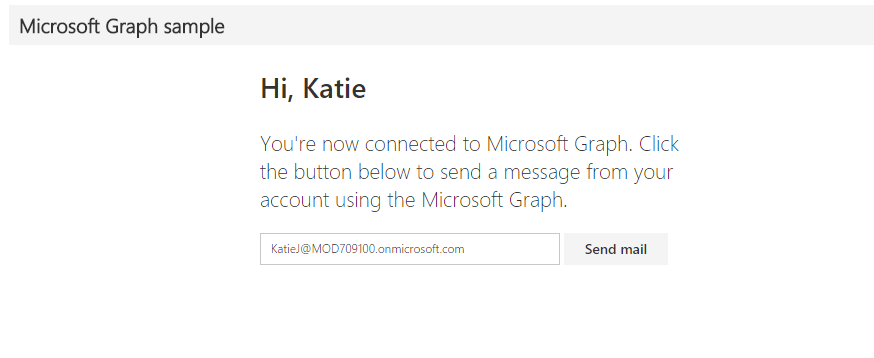 Microsoft Graph sample
Hi, Katie
You're now connected to Microsoft Graph. Click
the button below to send a message from your
account using the Microsoft Graph.
KatieJ@MOD709100.onmicrosoft.com
Send mail